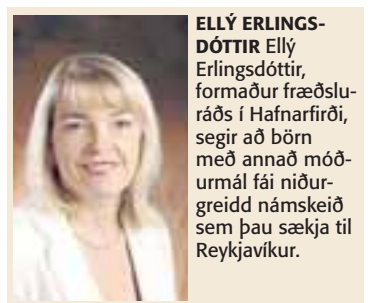 ELLÝ ERLINGS-
DÓTTIR Ellý
Erlingsdóttir,
formaður fræðslu-
ráðs í Hafnarfirði,
segir að börn
með annað móð-
urmál fái niður-
greidd námskeið
sem þau sækja til
Reykjavíkur.